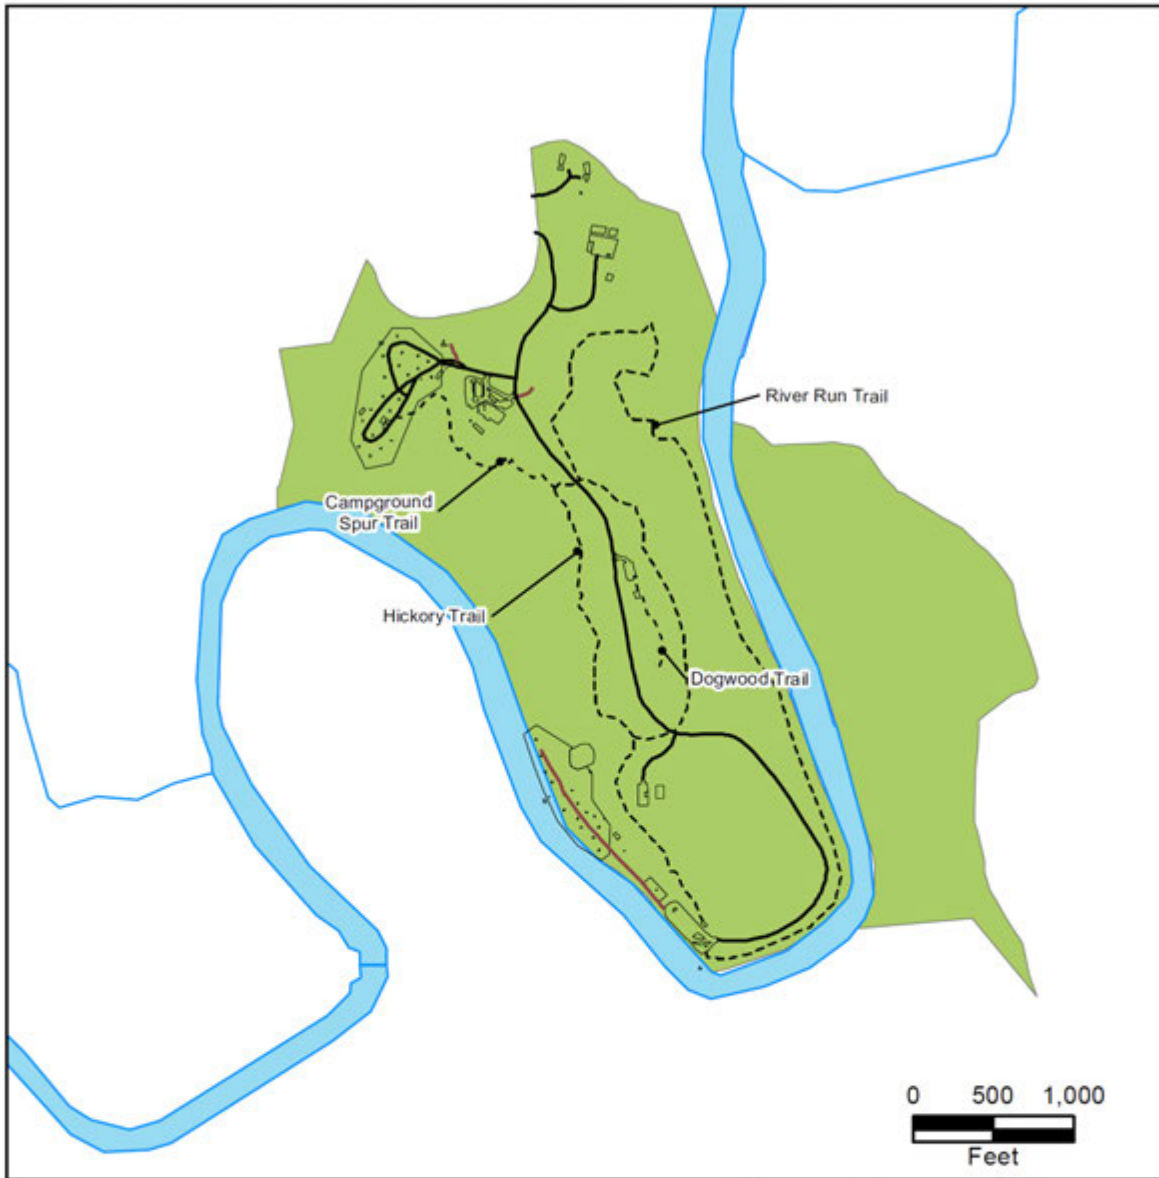 River Run Trail
Campground
Spur Trail
Hickory Trail
Dogwood Trail
0 500 1,000
Feet